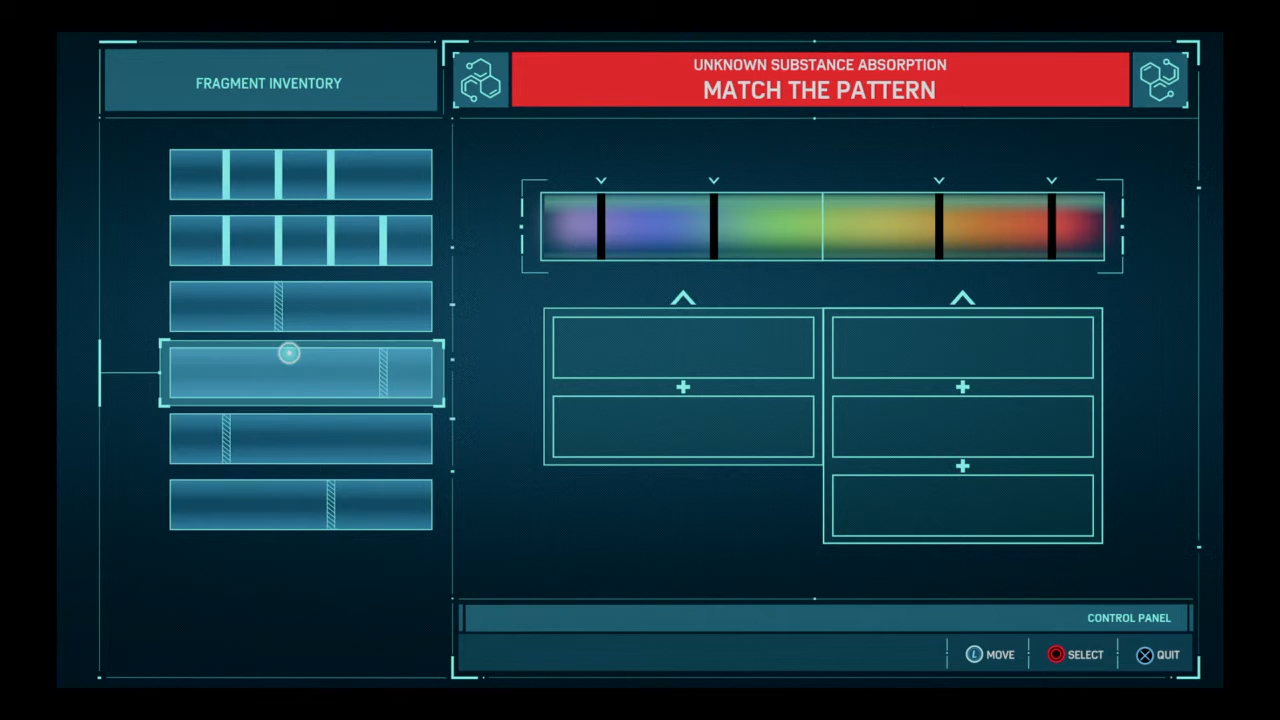 FRAGMENT INVENTORY
UNKNOWN SUBSTANCE ABSORPTION
MATCH THE PATTERN
CONTROL PANEL
L MOVE
SELECT
QUIT